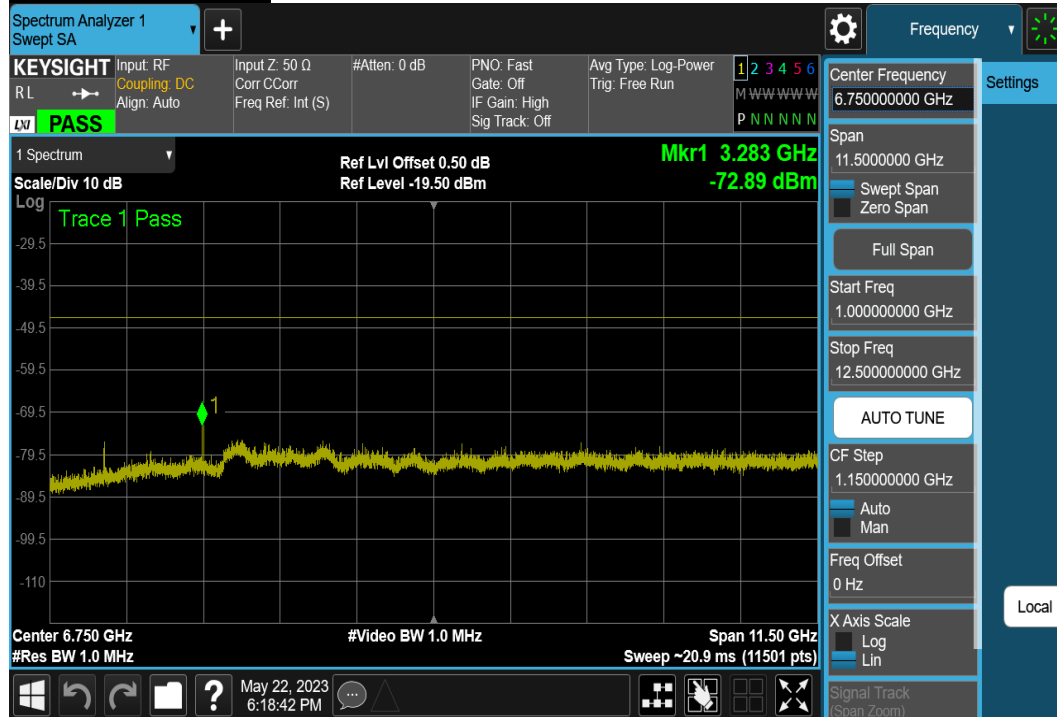 Spectrum Analyzer 1
Swept SA
+
Frequency
KEYSIGHT
RL
LXI
PASS
Input: RF
Coupling: DC
Align: Auto
Input Z: 50 Ω
Corr CCorr
Freq Ref: Int (S)
#Atten: 0 dB
PNO: Fast
Gate: Off
IF Gain: High
Sig Track: Off
Avg Type: Log-Power
Trig: Free Run
1 2 3 4 5 6
M W W W W W
P N N N N N
1 Spectrum
Scale/Div 10 dB
Ref Lvl Offset 0.50 dB
Ref Level -19.50 dBm
Mkr1 3.283 GHz
-72.89 dBm
Log
Trace 1 Pass
-29.5
-39.5
-49.5
-59.5
-69.5
1
-79.5
-89.5
-99.5
-110
Center 6.750 GHz
#Res BW 1.0 MHz
#Video BW 1.0 MHz
Span 11.50 GHz
Sweep ~20.9 ms (11501 pts)
?
May 22, 2023
6:18:42 PM
Center Frequency
6.750000000 GHz
Settings
Span
11.5000000 GHz
Swept Span
Zero Span
Full Span
Start Freq
1.000000000 GHz
Stop Freq
12.500000000 GHz
AUTO TUNE
CF Step
1.150000000 GHz
Auto
Man
Freq Offset
0 Hz
Local
X Axis Scale
Log
Lin
Signal Track
(Span Zoom)